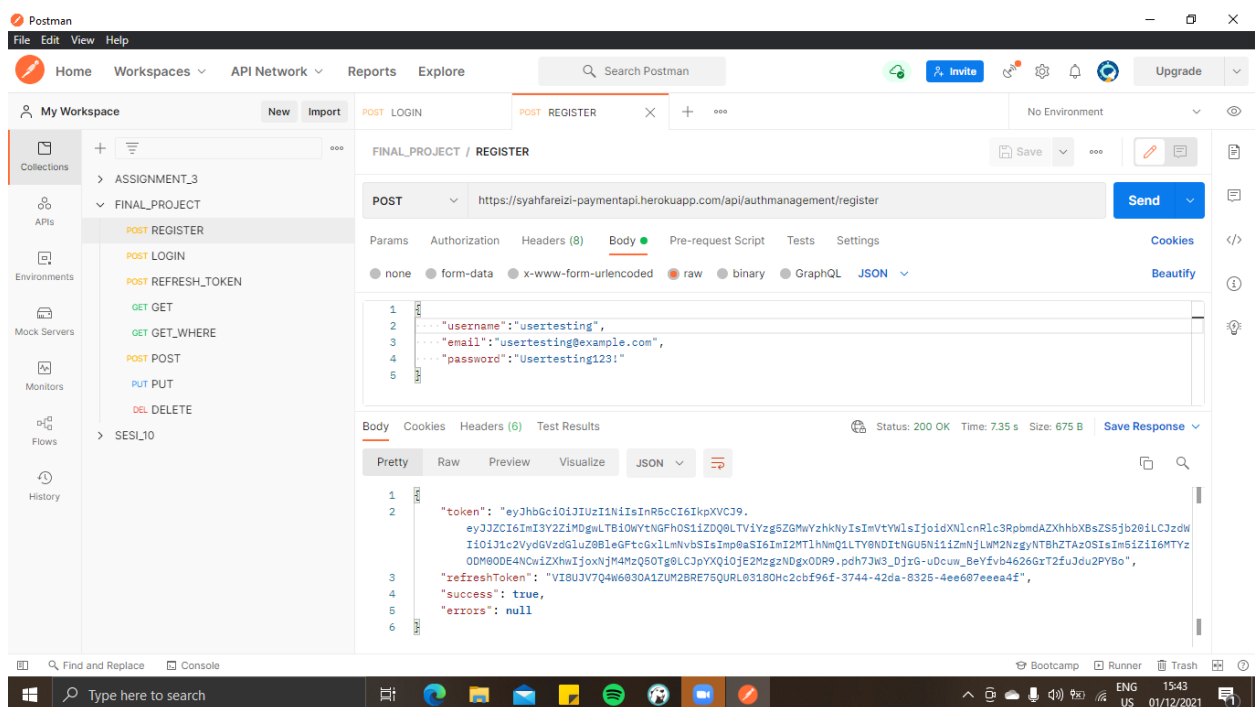 Postman
File Edit View Help
Home Workspaces API Network Reports Explore Search Postman Invite Upgrade
My Workspace New Import POST LOGIN POST REGISTER No Environment
Collections
APIs
Environments
Mock Servers
Monitors
Flows
History
ASSIGNMENT_3
FINAL_PROJECT
POST REGISTER
POST LOGIN
POST REFRESH_TOKEN
GET GET
GET GET_WHERE
POST POST
PUT PUT
DEL DELETE
SESI_10
FINAL_PROJECT / REGISTER Save
POST https://syahfareizi-paymentapi.herokuapp.com/api/authmanagement/register Send
Params Authorization Headers (8) Body Pre-request Script Tests Settings Cookies
none form-data x-www-form-urlencoded raw binary GraphQL JSON Beautify
1 {
2 "username":"usertesting",
3 "email":"usertesting@example.com",
4 "password":"Usertesting123!"
5 }
Body Cookies Headers (6) Test Results Status: 200 OK Time: 7.35 s Size: 675 B Save Response
Pretty Raw Preview Visualize JSON
1 {
2 "token": "eyJhbGciOiJIUzI1NiIsInR5cCI6IkpXVCJ9.
3 "refreshToken": "VI8UJV7Q4W603OA1ZUM2BRE75QURL0318OHc2cbf96f-3744-42da-8325-4ee607eeea4f",
4 "success": true,
5 "errors": null
6 }
Find and Replace Console Bootcamp Runner Trash
Type here to search ENG 15:43
US 01/12/2021